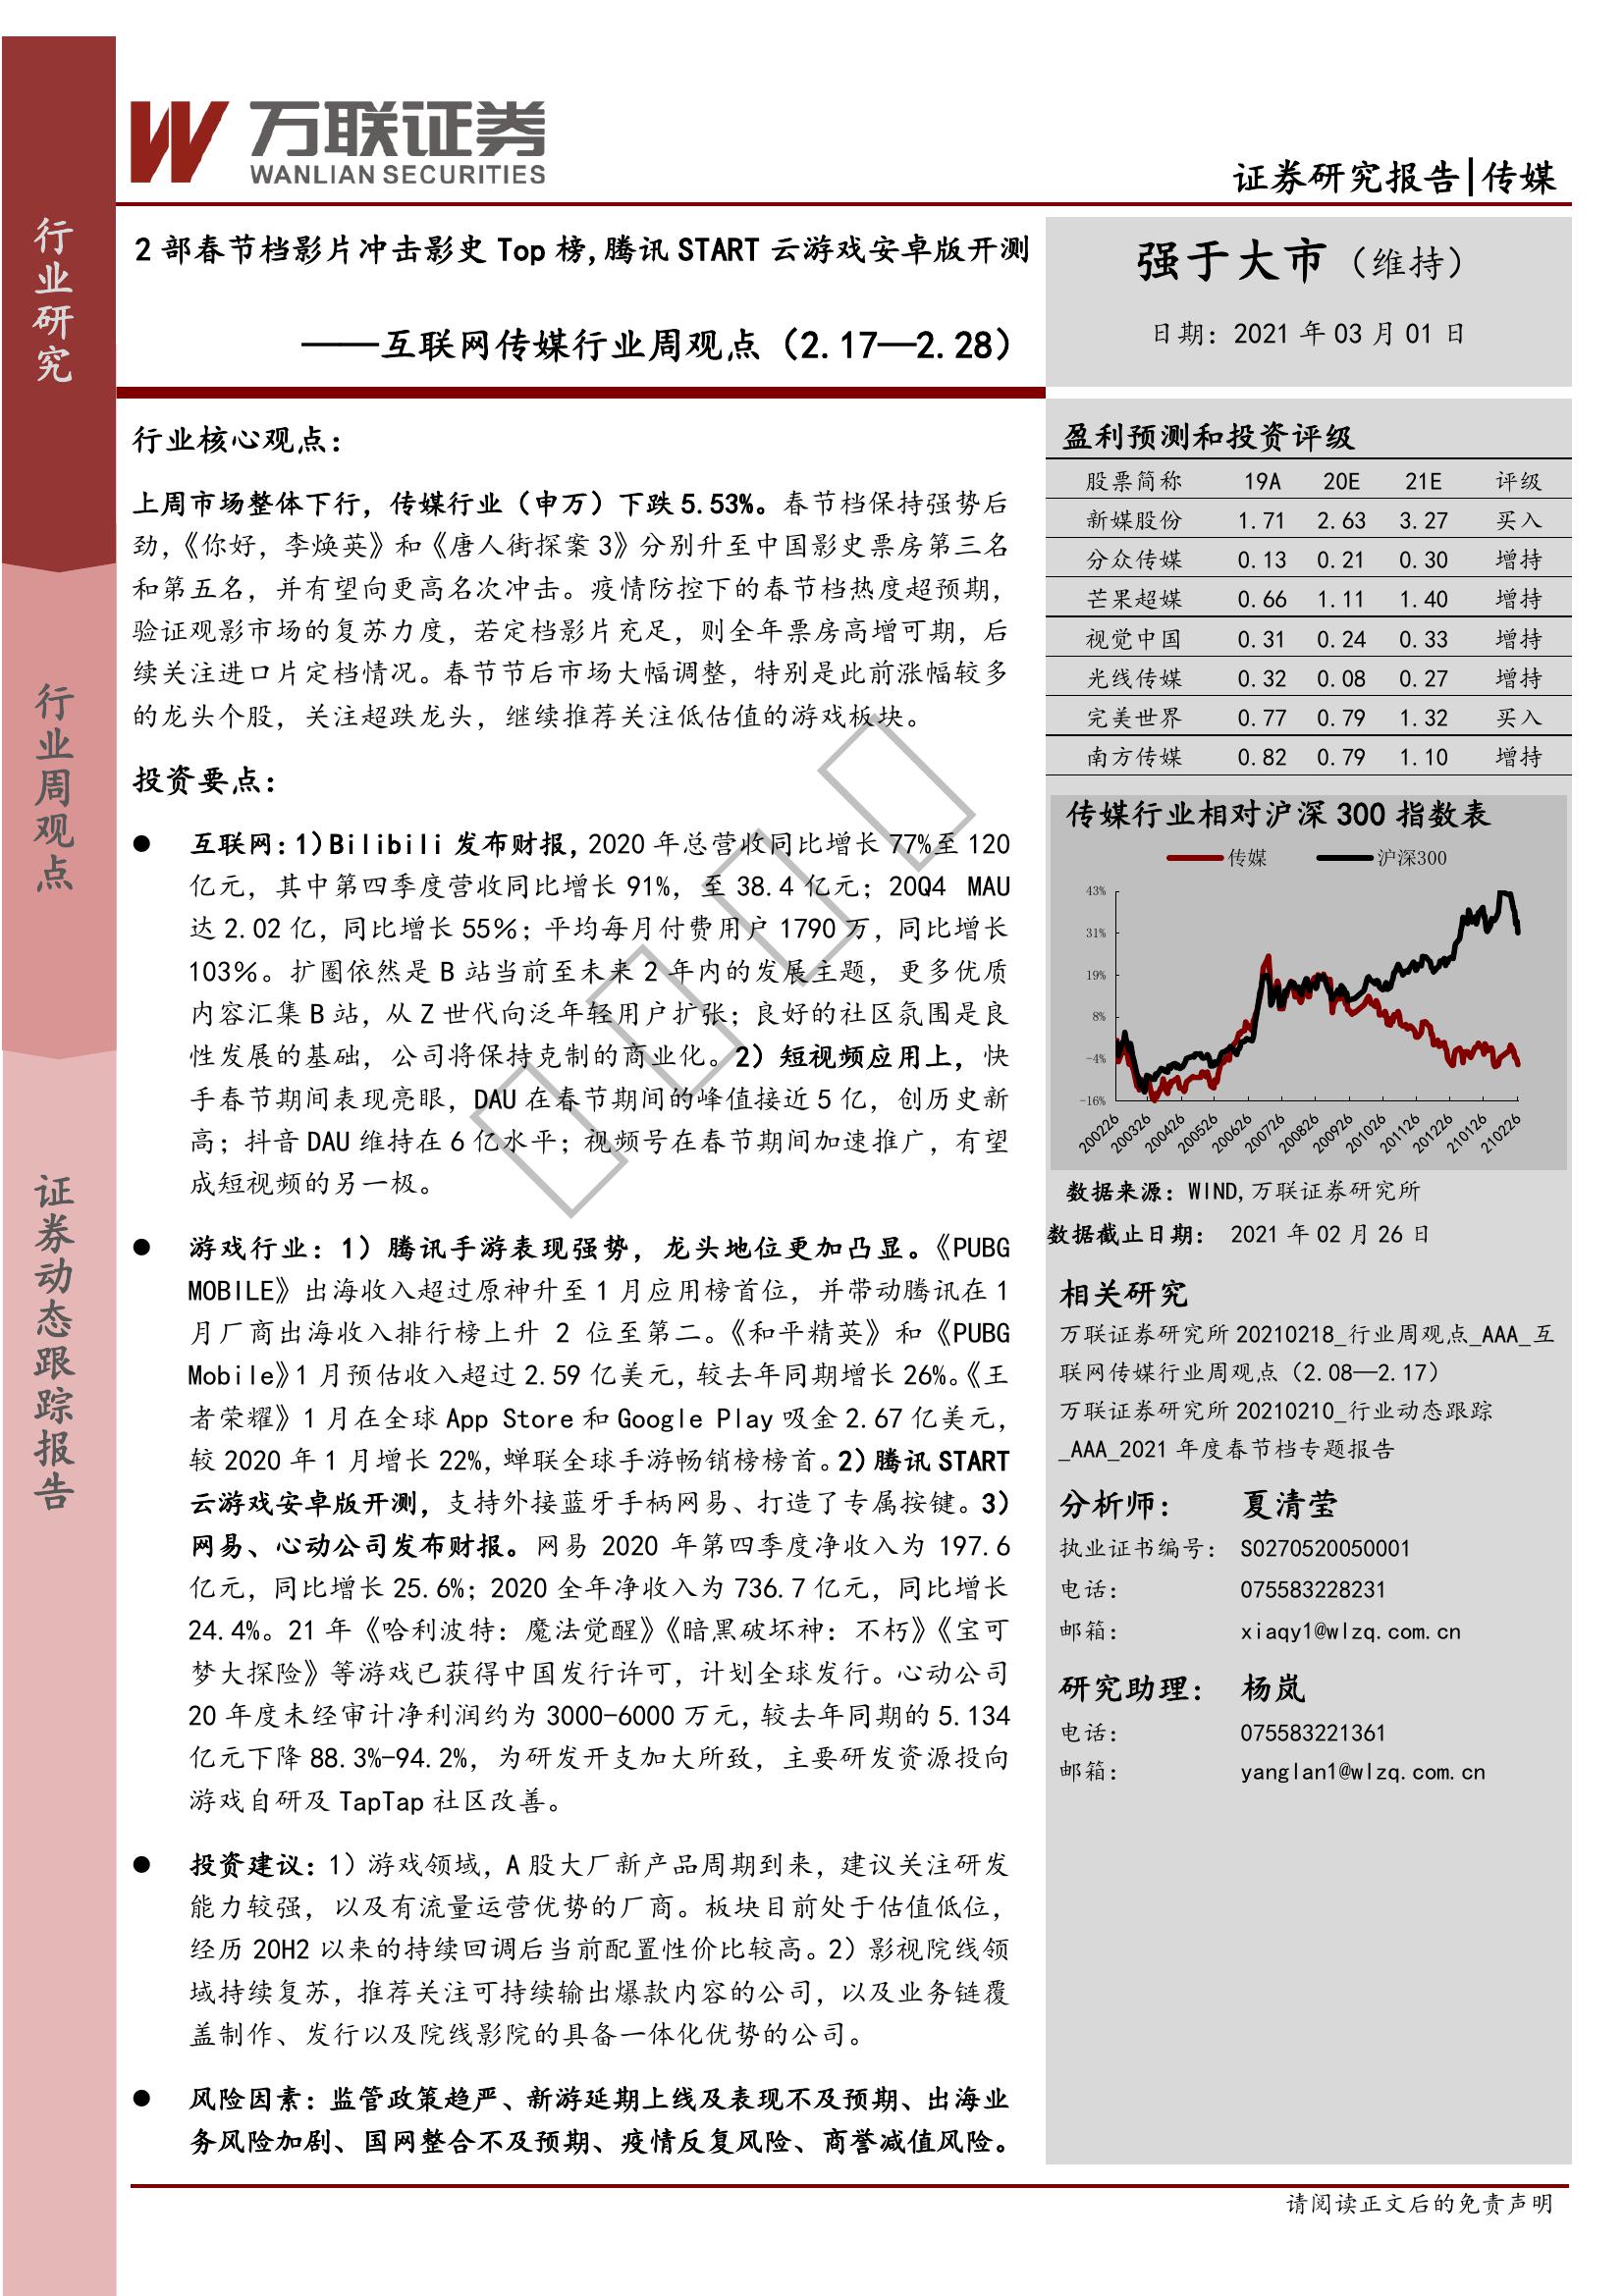 行业研究
行业周观点
证券动态跟踪报告
万联证券
WANLIAN SECURITIES
证券研究报告|传媒
2 部春节档影片冲击影史 Top 榜,腾讯 START 云游戏安卓版开测
——互联网传媒行业周观点（2.17—2.28）
强于大市（维持）
日期：2021 年 03 月 01 日
行业核心观点：
上周市场整体下行，传媒行业（申万）下跌 5.53%。春节档保持强势后
劲，《你好，李焕英》和《唐人街探案 3》分别升至中国影史票房第三名
和第五名，并有望向更高名次冲击。疫情防控下的春节档热度超预期，
验证观影市场的复苏力度，若定档影片充足，则全年票房高增可期，后
续关注进口片定档情况。春节节后市场大幅调整，特别是此前涨幅较多
的龙头个股，关注超跌龙头，继续推荐关注低估值的游戏板块。
投资要点：
● 互联网：1)Bilibili 发布财报，2020 年总营收同比增长 77%至 120
亿元，其中第四季度营收同比增长 91%，至 38.4 亿元；20Q4 MAU
达 2.02 亿，同比增长 55%；平均每月付费用户 1790 万，同比增长
103%。扩圈依然是 B 站当前至未来 2 年内的发展主题，更多优质
内容汇集 B 站，从 Z 世代向泛年轻用户扩张；良好的社区氛围是良
性发展的基础，公司将保持克制的商业化。2）短视频应用上，快
手春节期间表现亮眼，DAU 在春节期间的峰值接近 5 亿，创历史新
高；抖音 DAU 维持在 6 亿水平；视频号在春节期间加速推广，有望
成短视频的另一极。
● 游戏行业：1）腾讯手游表现强势，龙头地位更加凸显。《PUBG
MOBILE》出海收入超过原神升至 1 月应用榜首位，并带动腾讯在 1
月厂商出海收入排行榜上升 2 位至第二。《和平精英》和《PUBG
Mobile》1 月预估收入超过 2.59 亿美元，较去年同期增长 26%。《王
者荣耀》1 月在全球 App Store 和 Google Play 吸金 2.67 亿美元，
较 2020 年 1 月增长 22%，蝉联全球手游畅销榜榜首。2）腾讯 START
云游戏安卓版开测，支持外接蓝牙手柄网易、打造了专属按键。3）
网易、心动公司发布财报。网易 2020 年第四季度净收入为 197.6
亿元，同比增长 25.6%；2020 全年净收入为 736.7 亿元，同比增长
24.4%。21 年《哈利波特：魔法觉醒》《暗黑破坏神：不朽》《宝可
梦大探险》等游戏已获得中国发行许可，计划全球发行。心动公司
20 年度未经审计净利润约为 3000-6000 万元，较去年同期的 5.134
亿元下降 88.3%-94.2%，为研发开支加大所致，主要研发资源投向
游戏自研及 TapTap 社区改善。
● 投资建议：1）游戏领域，A 股大厂新产品周期到来，建议关注研发
能力较强，以及有流量运营优势的厂商。板块目前处于估值低位，
经历 20H2 以来的持续回调后当前配置性价比较高。2）影视院线领
域持续复苏，推荐关注可持续输出爆款内容的公司，以及业务链覆
盖制作、发行以及院线影院的具备一体化优势的公司。
● 风险因素：监管政策趋严、新游延期上线及表现不及预期、出海业
务风险加剧、国网整合不及预期、疫情反复风险、商誉减值风险。
盈利预测和投资评级
股票简称 19A 20E 21E 评级
新媒股份 1.71 2.63 3.27 买入
分众传媒 0.13 0.21 0.30 增持
芒果超媒 0.66 1.11 1.40 增持
视觉中国 0.31 0.24 0.33 增持
光线传媒 0.32 0.08 0.27 增持
完美世界 0.77 0.79 1.32 买入
南方传媒 0.82 0.79 1.10 增持
传媒行业相对沪深 300 指数表
传媒 沪深300
43%
31%
19%
8%
-4%
-16%
200226 200326 200426 200526 200626 200726 200826 200926 201026 201126 201226 210126 210226
数据来源：WIND,万联证券研究所
数据截止日期： 2021 年 02 月 26 日
相关研究
万联证券研究所 20210218_行业周观点_AAA_互
联网传媒行业周观点（2.08—2.17）
万联证券研究所 20210210_行业动态跟踪
_AAA_2021 年度春节档专题报告
分析师： 夏清莹
执业证书编号： S0270520050001
电话： 075583228231
邮箱： xiaqy1@wlzq.com.cn
研究助理： 杨岚
电话： 075583221361
邮箱： yanglan1@wlzq.com.cn
请阅读正文后的免责声明